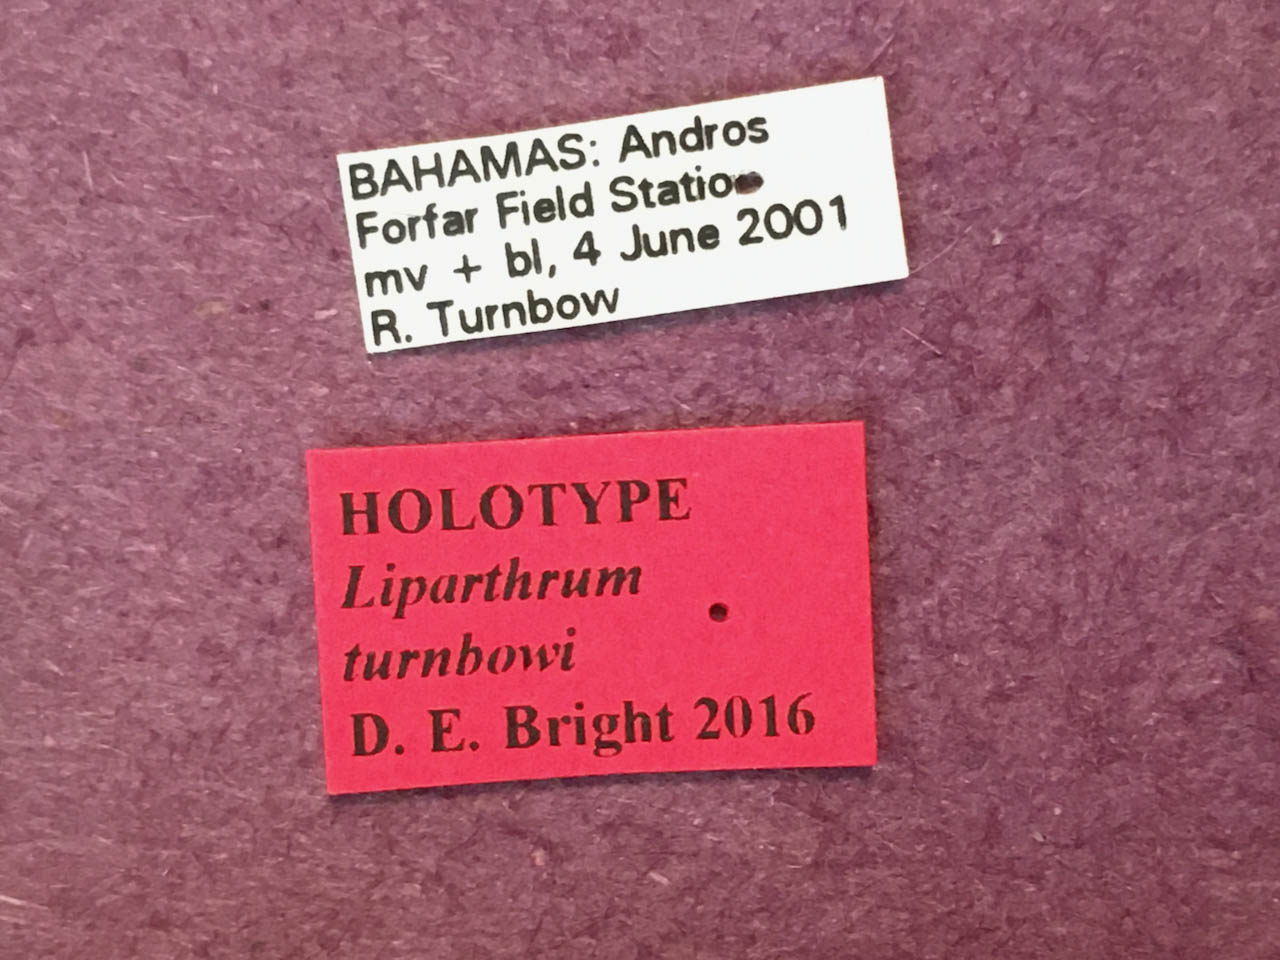 BAHAMAS: Andros
Forfar Field Station
mv + bl, 4 June 2001
R. Turnbow
HOLOTYPE
Liparthrum
turnbowi
D. E. Bright 2016